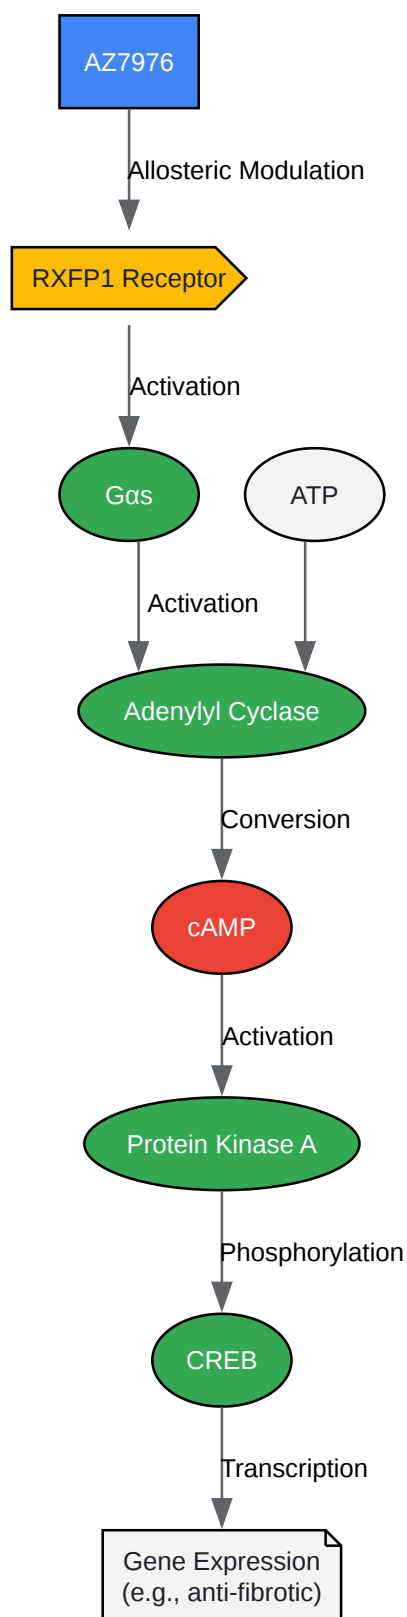 AZ7976
Allosteric Modulation
RXFP1 Receptor
Activation
Gαs
ATP
Activation
Adenylyl Cyclase
Conversion
cAMP
Activation
Protein Kinase A
Phosphorylation
CREB
Transcription
Gene Expression
(e.g., anti-fibrotic)